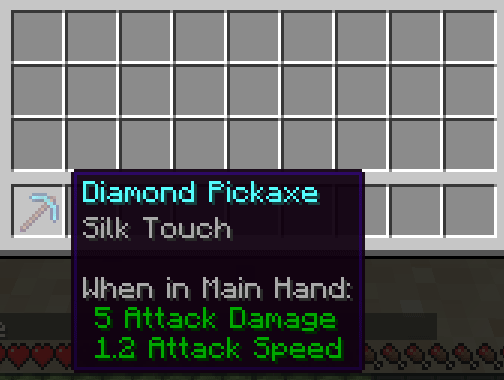 Diamond Pickaxe
Silk Touch
When in Main Hand:
5 Attack Damage
1.2 Attack Speed